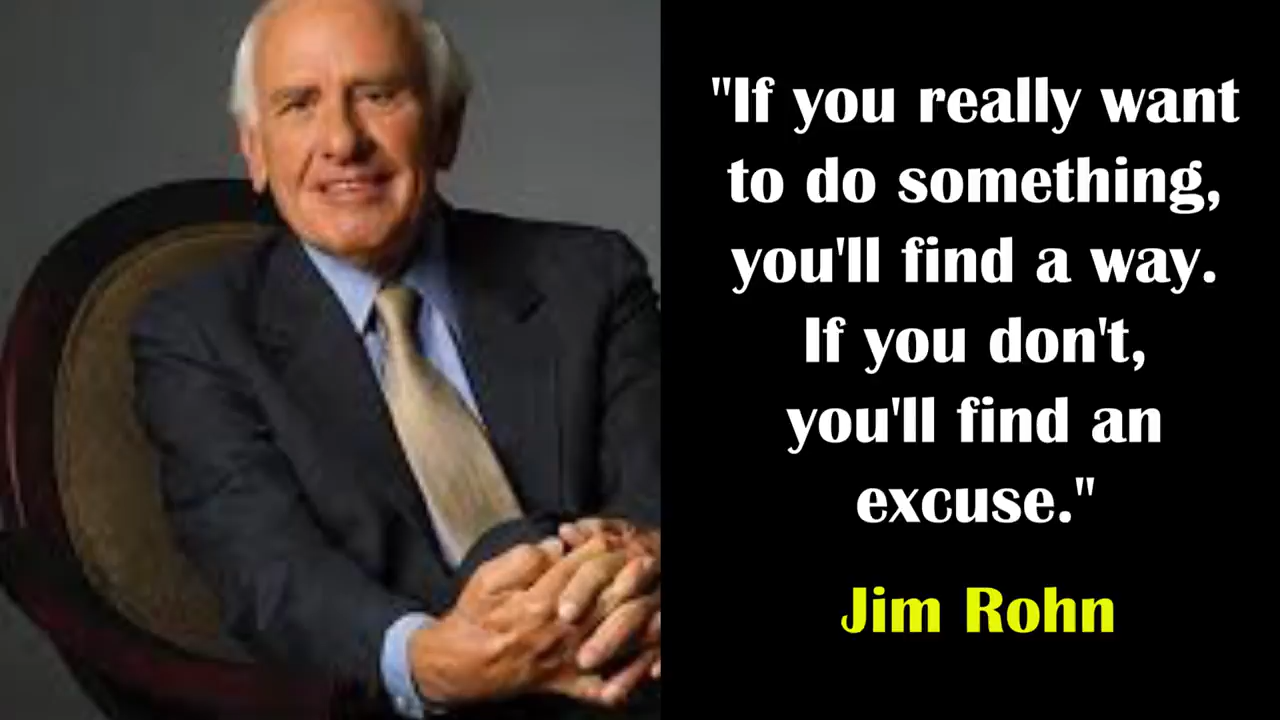 "If you really want
to do something,
you'll find a way.
If you don't,
you'll find an
excuse."
Jim Rohn